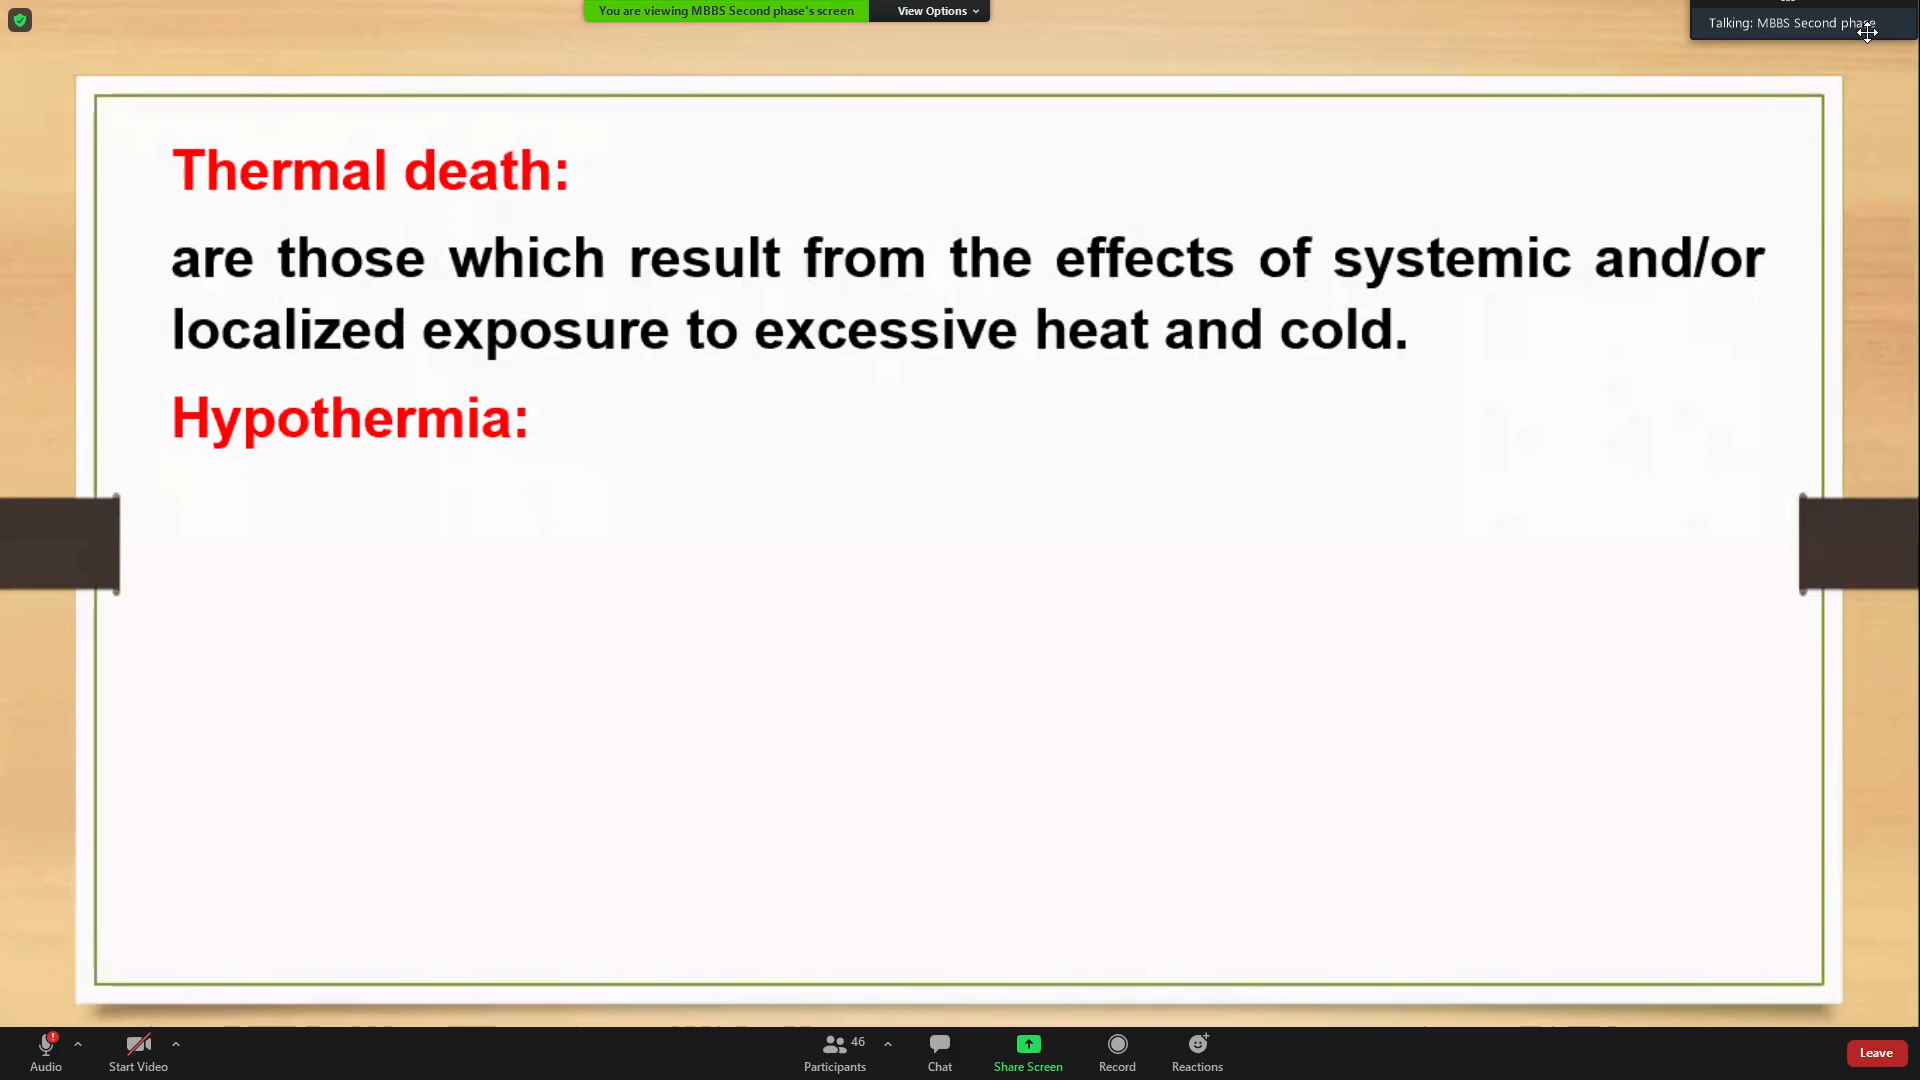 You are viewing MBBS Second phase's screen
View Options
Talking: MBBS Second phase
Thermal death:
are those which result from the effects of systemic and/or
localized exposure to excessive heat and cold.
Hypothermia:
Audio
Start Video
46
Participants
Chat
Share Screen
Record
Reactions
Leave